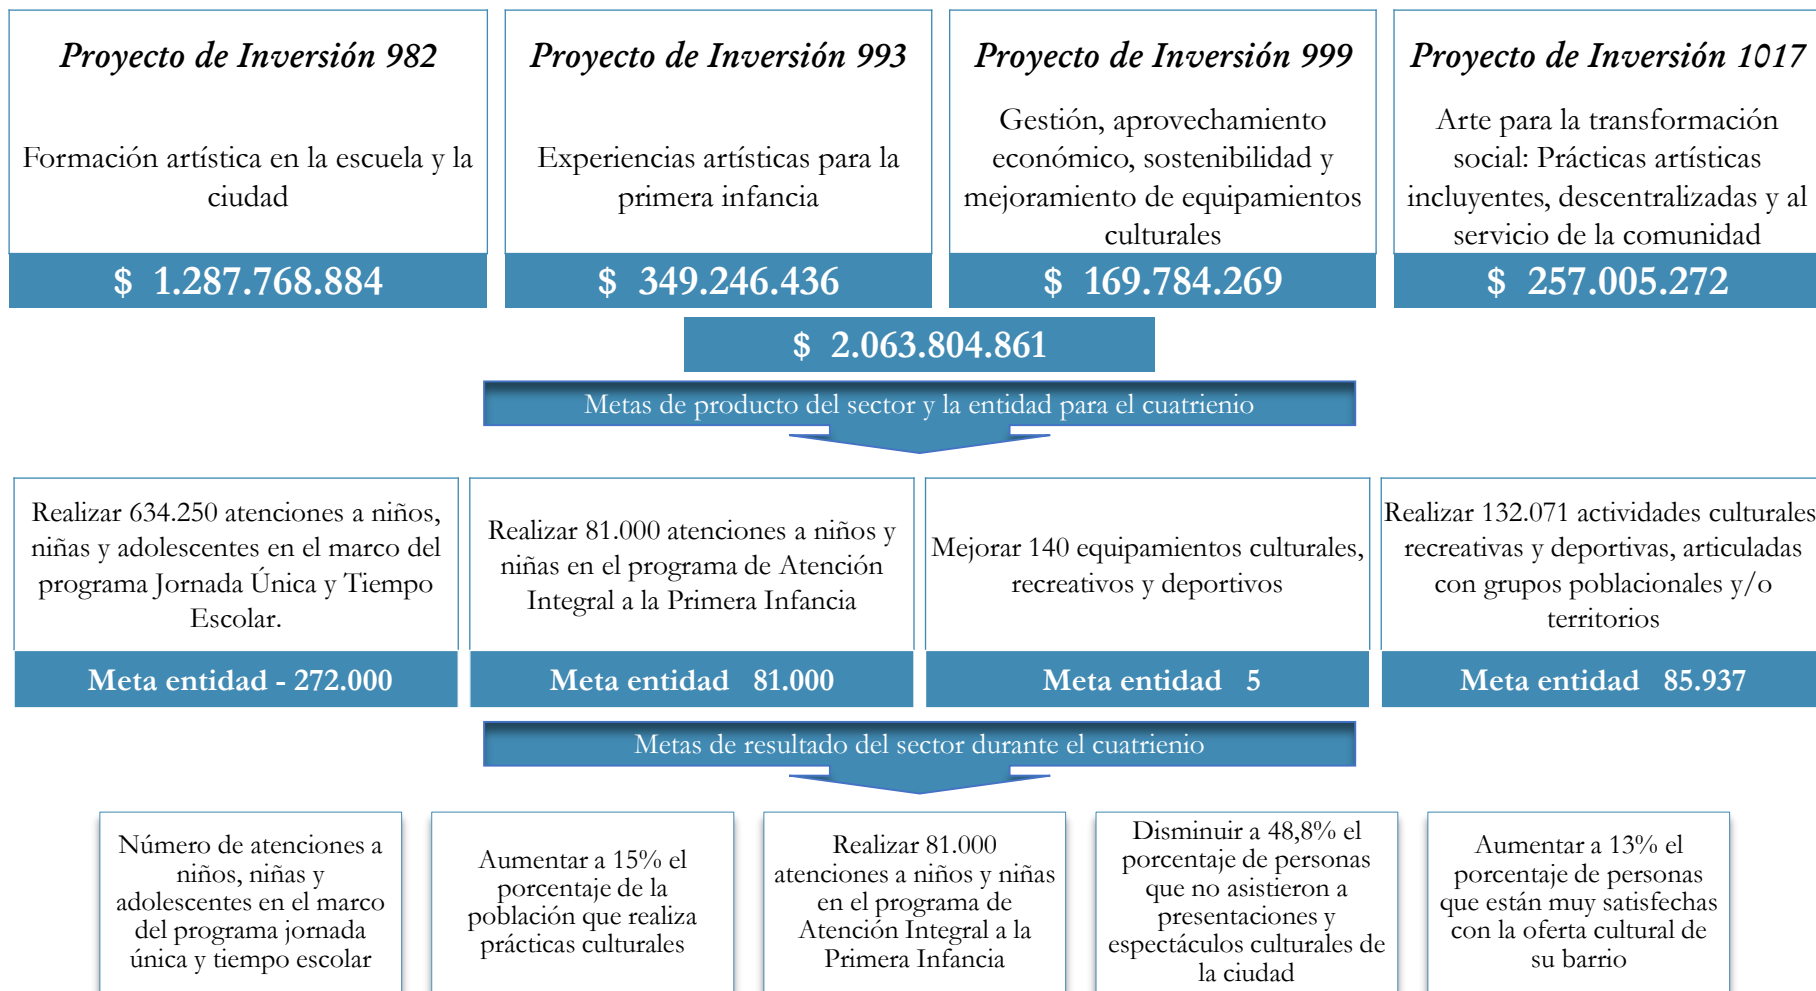 Proyecto de Inversión 982
Formación artística en la escuela y la
ciudad
$ 1.287.768.884
Proyecto de Inversión 993
Experiencias artísticas para la
primera infancia
$ 349.246.436
Proyecto de Inversión 999
Gestión, aprovechamiento
económico, sostenibilidad y
mejoramiento de equipamientos
culturales
$ 169.784.269
Proyecto de Inversión 1017
Arte para la transformación
social: Prácticas artísticas
incluyentes, descentralizadas y al
servicio de la comunidad
$ 257.005.272
$ 2.063.804.861
Metas de producto del sector y la entidad para el cuatrienio
Realizar 634.250 atenciones a niños,
niñas y adolescentes en el marco del
programa Jornada Única y Tiempo
Escolar.
Meta entidad - 272.000
Realizar 81.000 atenciones a niños y
niñas en el programa de Atención
Integral a la Primera Infancia
Meta entidad 81.000
Mejorar 140 equipamientos culturales,
recreativos y deportivos
Meta entidad 5
Realizar 132.071 actividades culturales
recreativas y deportivas, articuladas
con grupos poblacionales y/o
territorios
Meta entidad 85.937
Metas de resultado del sector durante el cuatrienio
Número de atenciones a
niños, niñas y
adolescentes en el marco
del programa jornada
única y tiempo escolar
Aumentar a 15% el
porcentaje de la
población que realiza
prácticas culturales
Realizar 81.000
atenciones a niños y niñas
en el programa de
Atención Integral a la
Primera Infancia
Disminuir a 48,8% el
porcentaje de personas
que no asistieron a
presentaciones y
espectáculos culturales de
la ciudad
Aumentar a 13% el
porcentaje de personas
que están muy satisfechas
con la oferta cultural de
su barrio